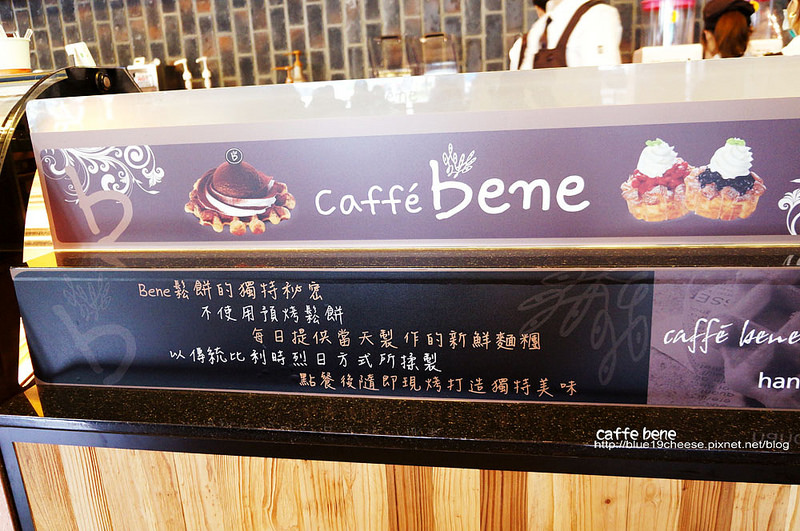 Caffé bene
Bene鬆餅的獨特祕密
不使用預烤鬆餅
每日提供當天製作的新鮮麵糰
以傳統比利時烈日方式所揉製
點餐後隨即現烤打造獨特美味
caffé bene
han
caffe bene
http://blue19cheese.pixnet.net/blog